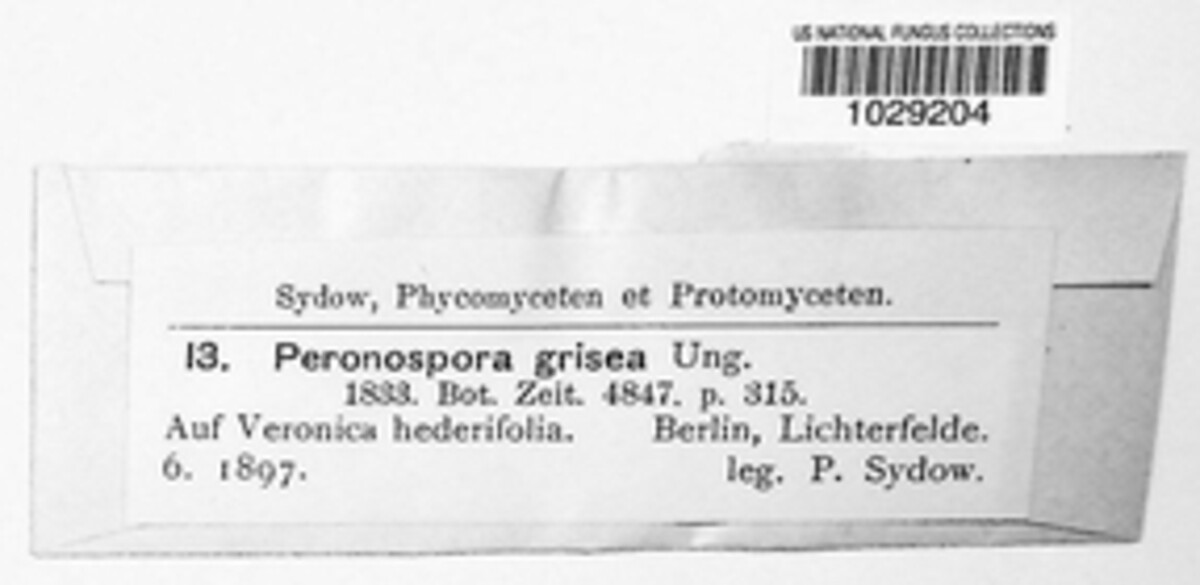 US NATIONAL FUNGUS COLLECTIONS
1029204
Sydow, Phycomyceten et Protomyceten.
13. Peronospora grisea Ung.
1833. Bot. Zeit. 4847. p. 315.
Auf Veronica hederifolia. Berlin, Lichterfelde.
6. 1897. leg. P. Sydow.